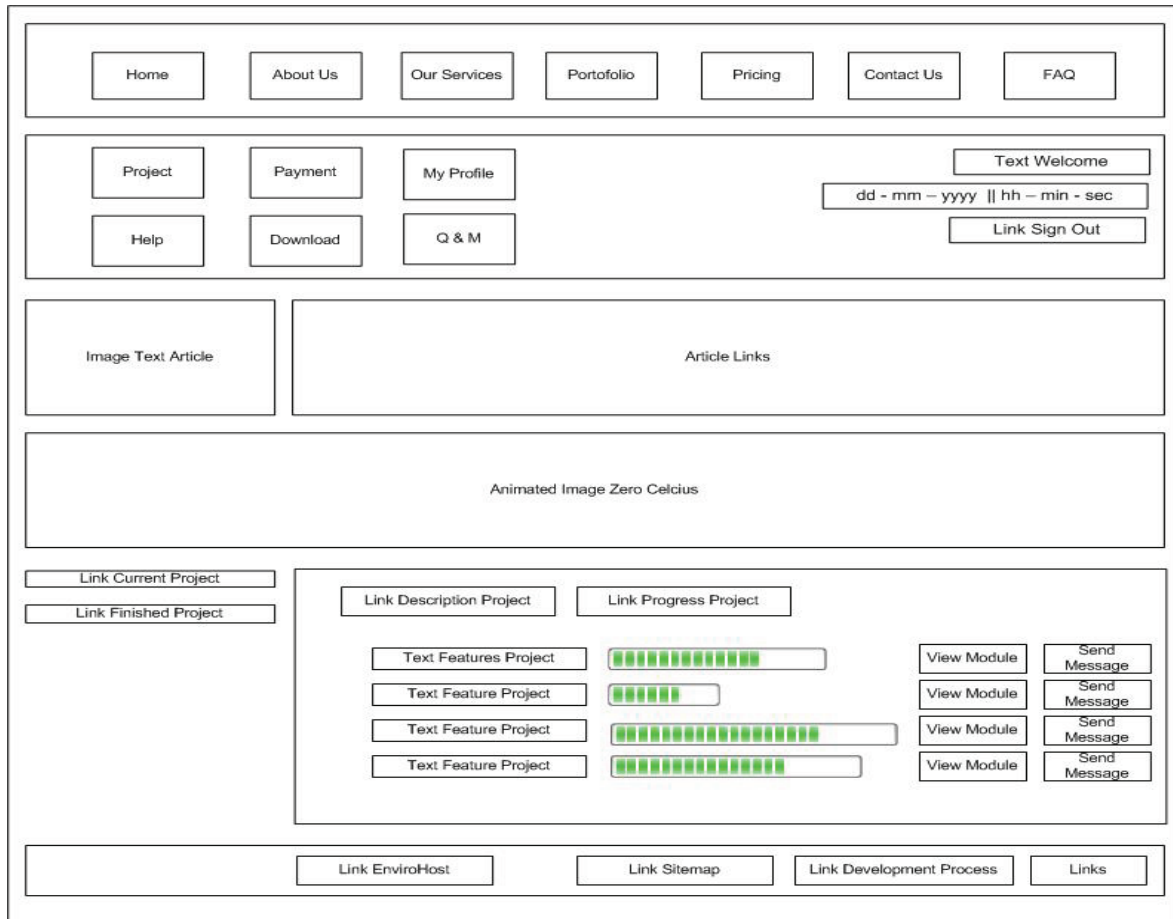 Home About Us Our Services Portofolio Pricing Contact Us FAQ
Project Payment My Profile
Help Download Q & M
Text Welcome
dd - mm – yyyy || hh – min - sec
Link Sign Out
Image Text Article
Article Links
Animated Image Zero Celcius
Link Current Project
Link Finished Project
Link Description Project Link Progress Project
Text Features Project View Module Send
Message
Text Feature Project View Module Send
Message
Text Feature Project View Module Send
Message
Text Feature Project View Module Send
Message
Link EnviroHost Link Sitemap Link Development Process Links